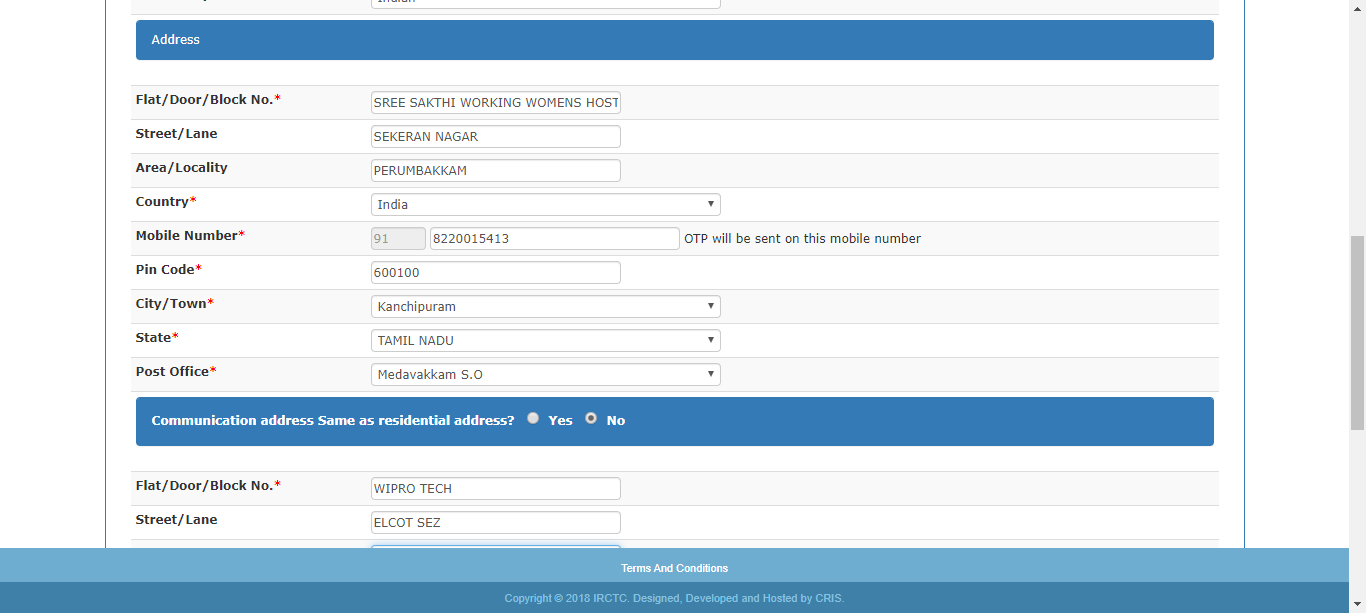 Address
Flat/Door/Block No.* SREE SAKTHI WORKING WOMENS HOST
Street/Lane SEKERAN NAGAR
Area/Locality PERUMBAKKAM
Country* India
Mobile Number* 91 8220015413 OTP will be sent on this mobile number
Pin Code* 600100
City/Town* Kanchipuram
State* TAMIL NADU
Post Office* Medavakkam S.O
Communication address Same as residential address? Yes No
Flat/Door/Block No.* WIPRO TECH
Street/Lane ELCOT SEZ
Terms And Conditions
Copyright © 2018 IRCTC. Designed, Developed and Hosted by CRIS.